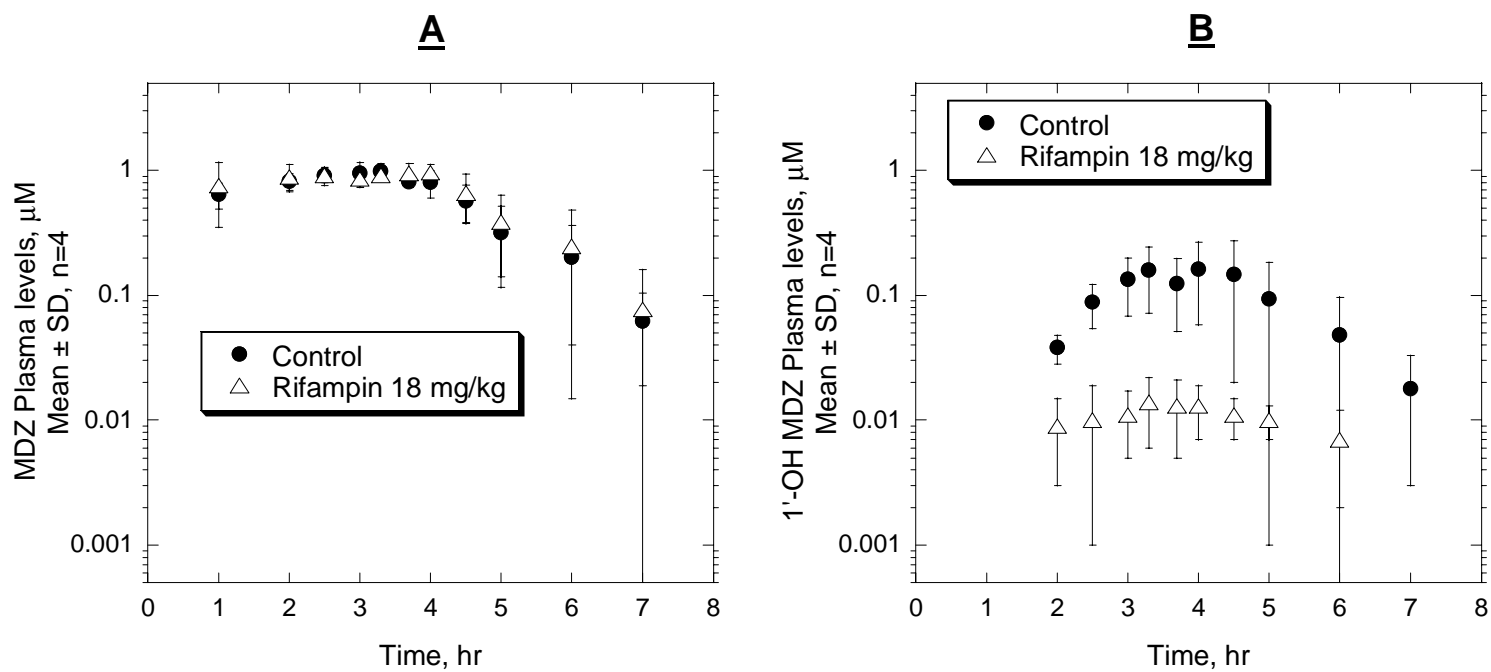 A
MDZ Plasma levels, μM
Mean ± SD, n=4
1
0.1
0.01
0.001
Control
Rifampin 18 mg/kg
0 1 2 3 4 5 6 7 8
Time, hr
B
1'-OH MDZ Plasma levels, μM
Mean ± SD, n=4
Control
Rifampin 18 mg/kg
1
0.1
0.01
0.001
0 1 2 3 4 5 6 7 8
Time, hr